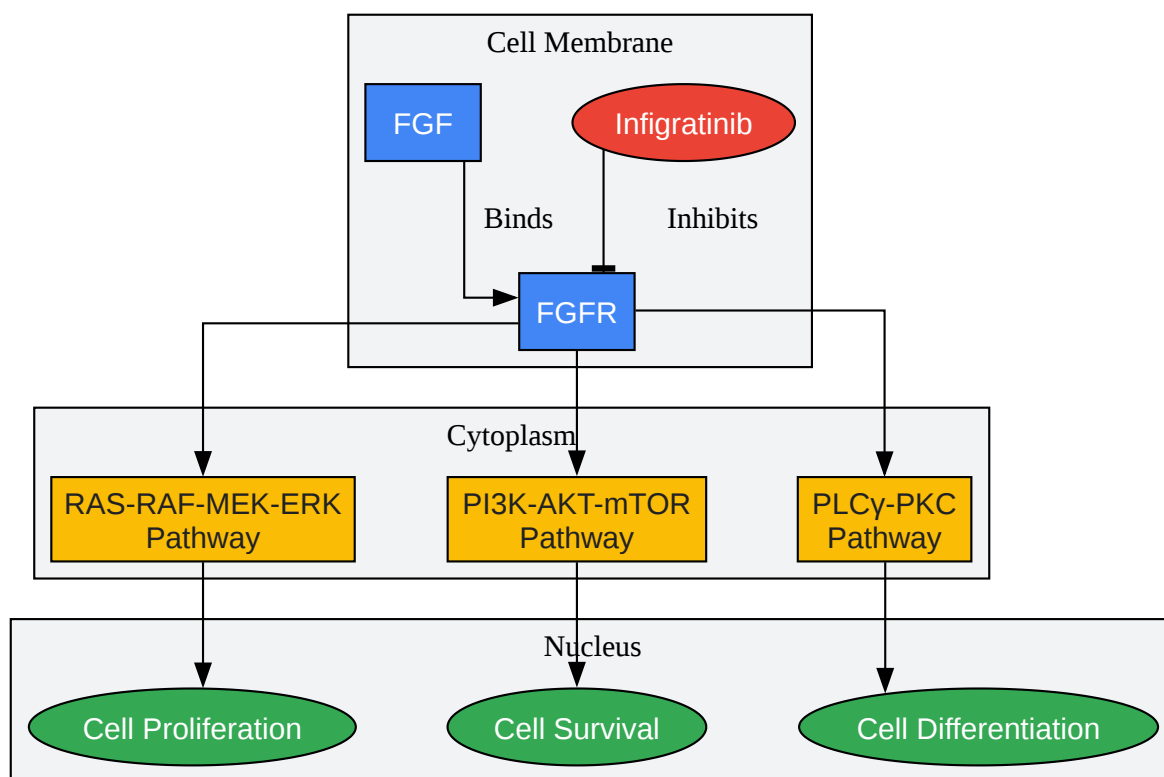 Cell Membrane
FGF
Infigratinib
Binds
Inhibits
FGFR
Cytoplasm
RAS-RAF-MEK-ERK
Pathway
PI3K-AKT-mTOR
Pathway
PLCγ-PKC
Pathway
Nucleus
Cell Proliferation
Cell Survival
Cell Differentiation